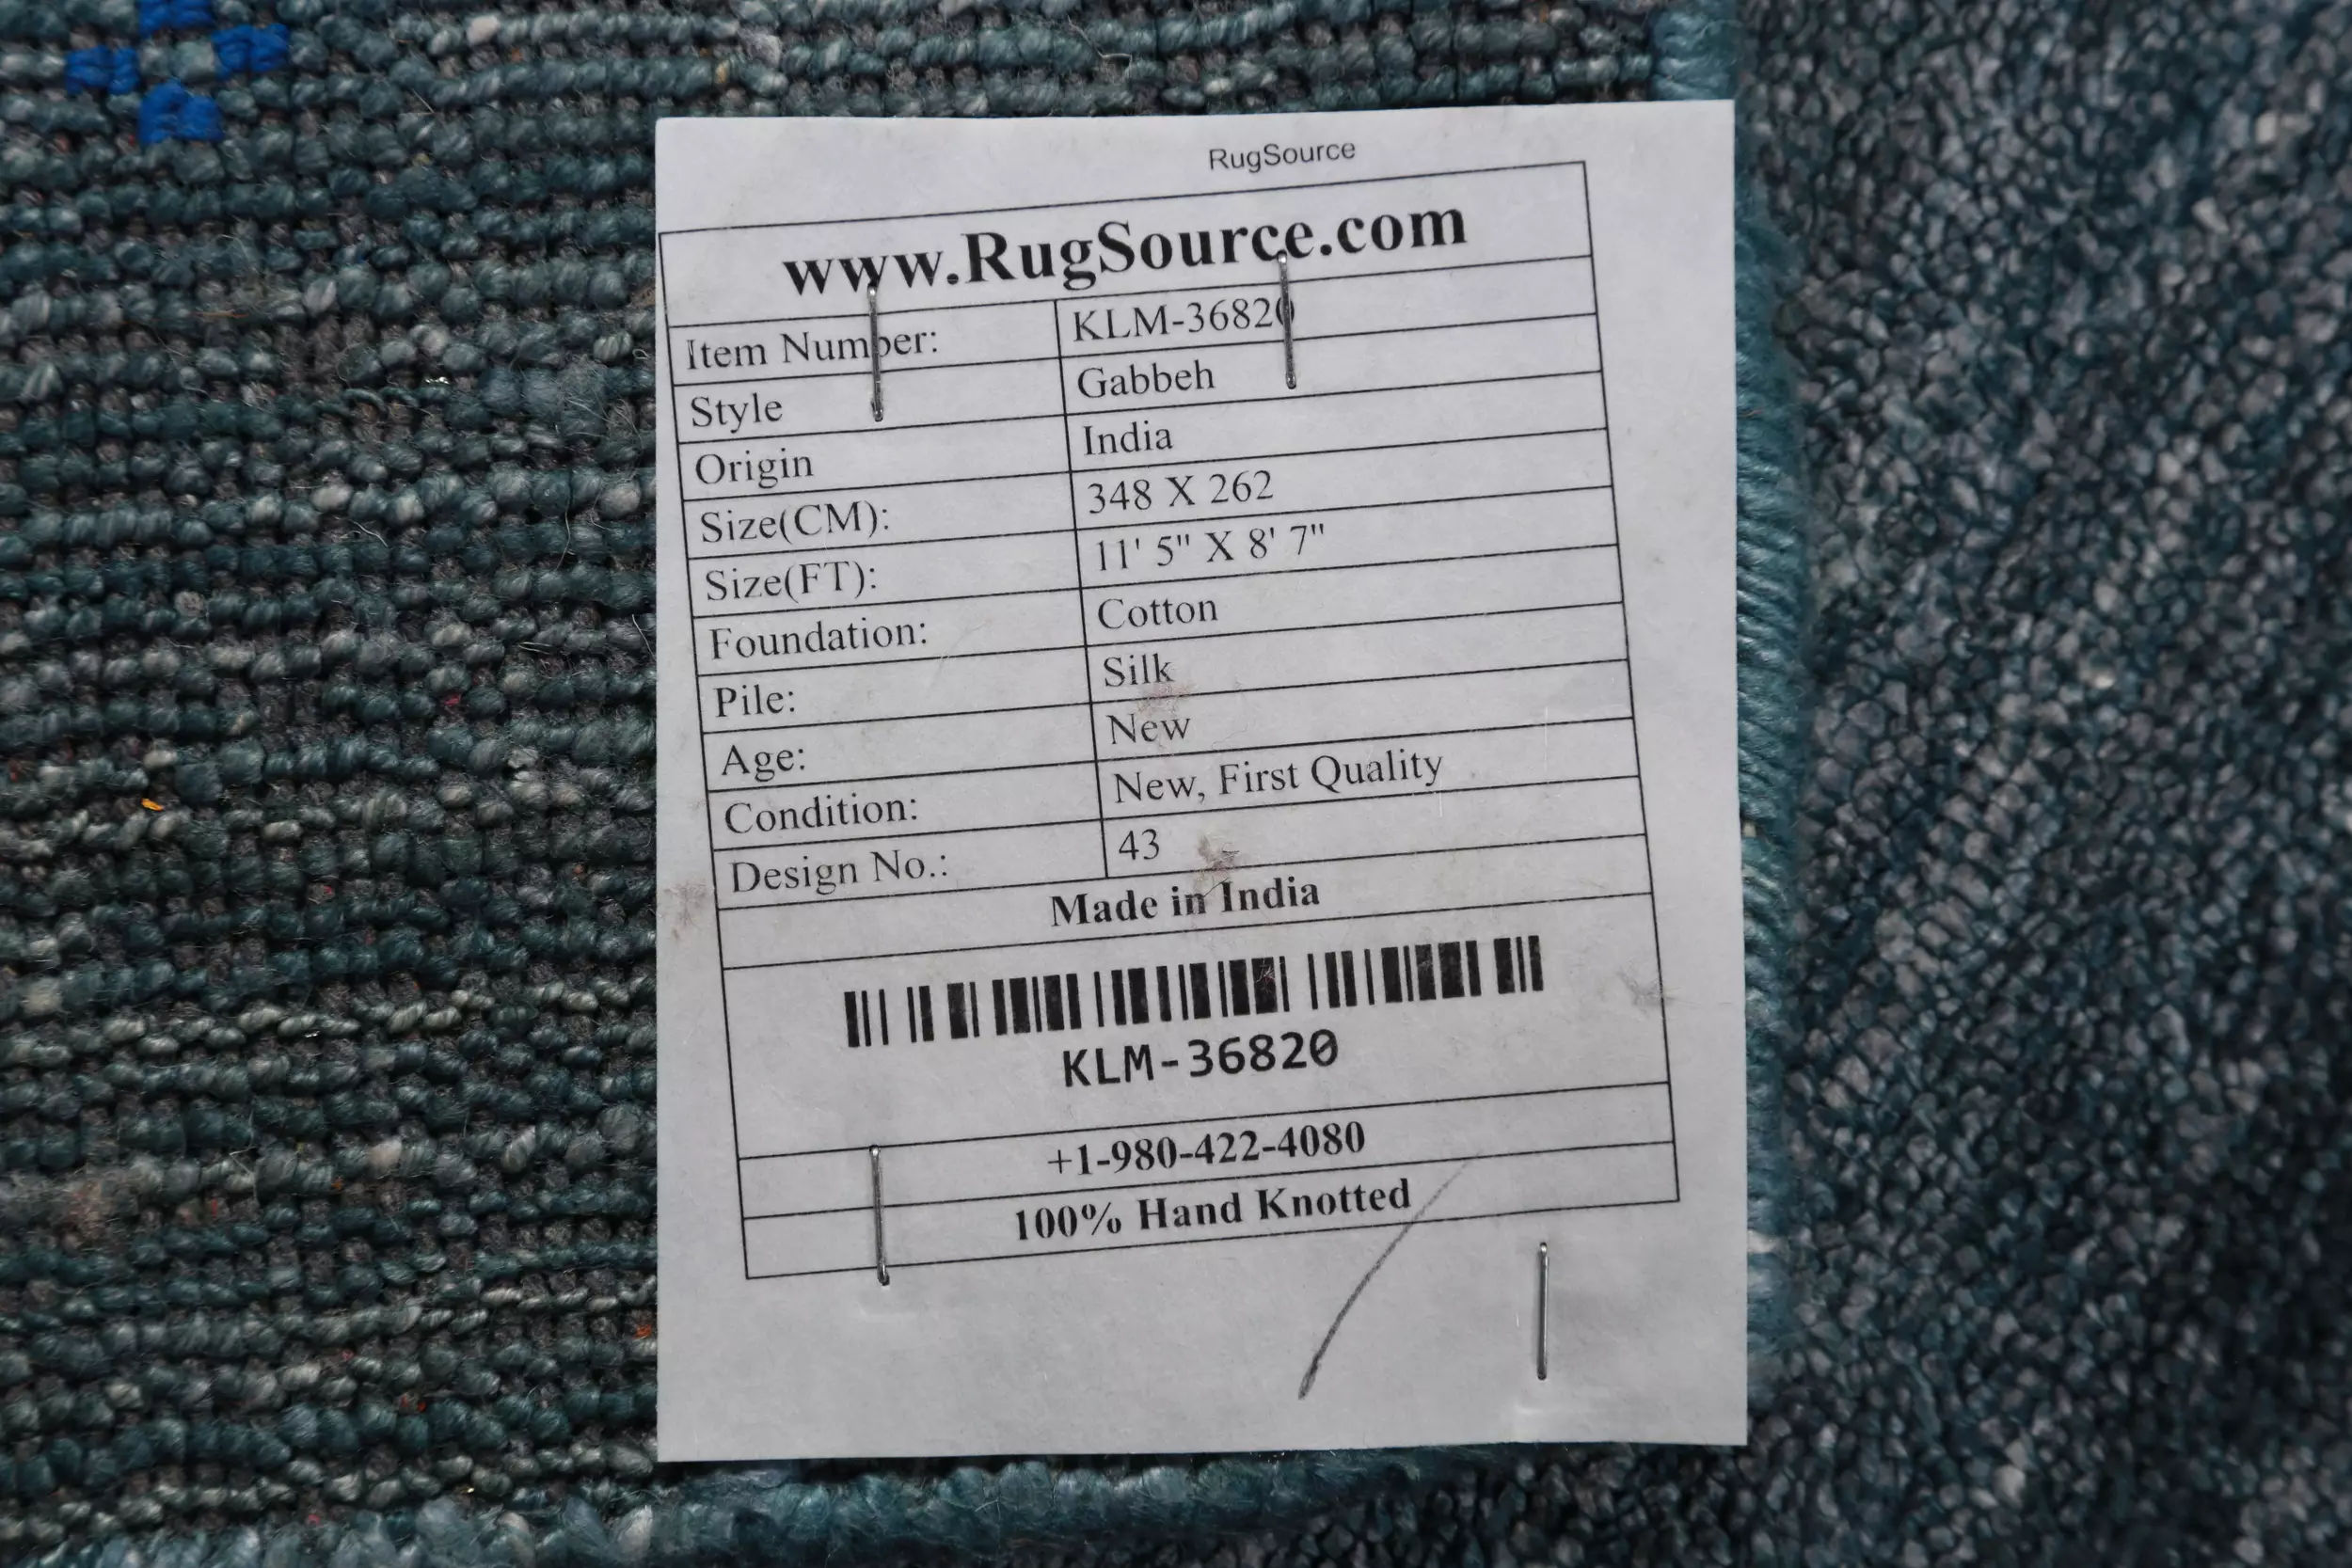 RugSource
www.RugSource.com
Item Number: KLM-36820
Style Gabbeh
Origin India
Size(CM): 348 X 262
Size(FT): 11' 5" X 8' 7"
Foundation: Cotton
Pile: Silk
Age: New
Condition: New, First Quality
Design No.: 43
Made in India
KLM-36820
+1-980-422-4080
100% Hand Knotted